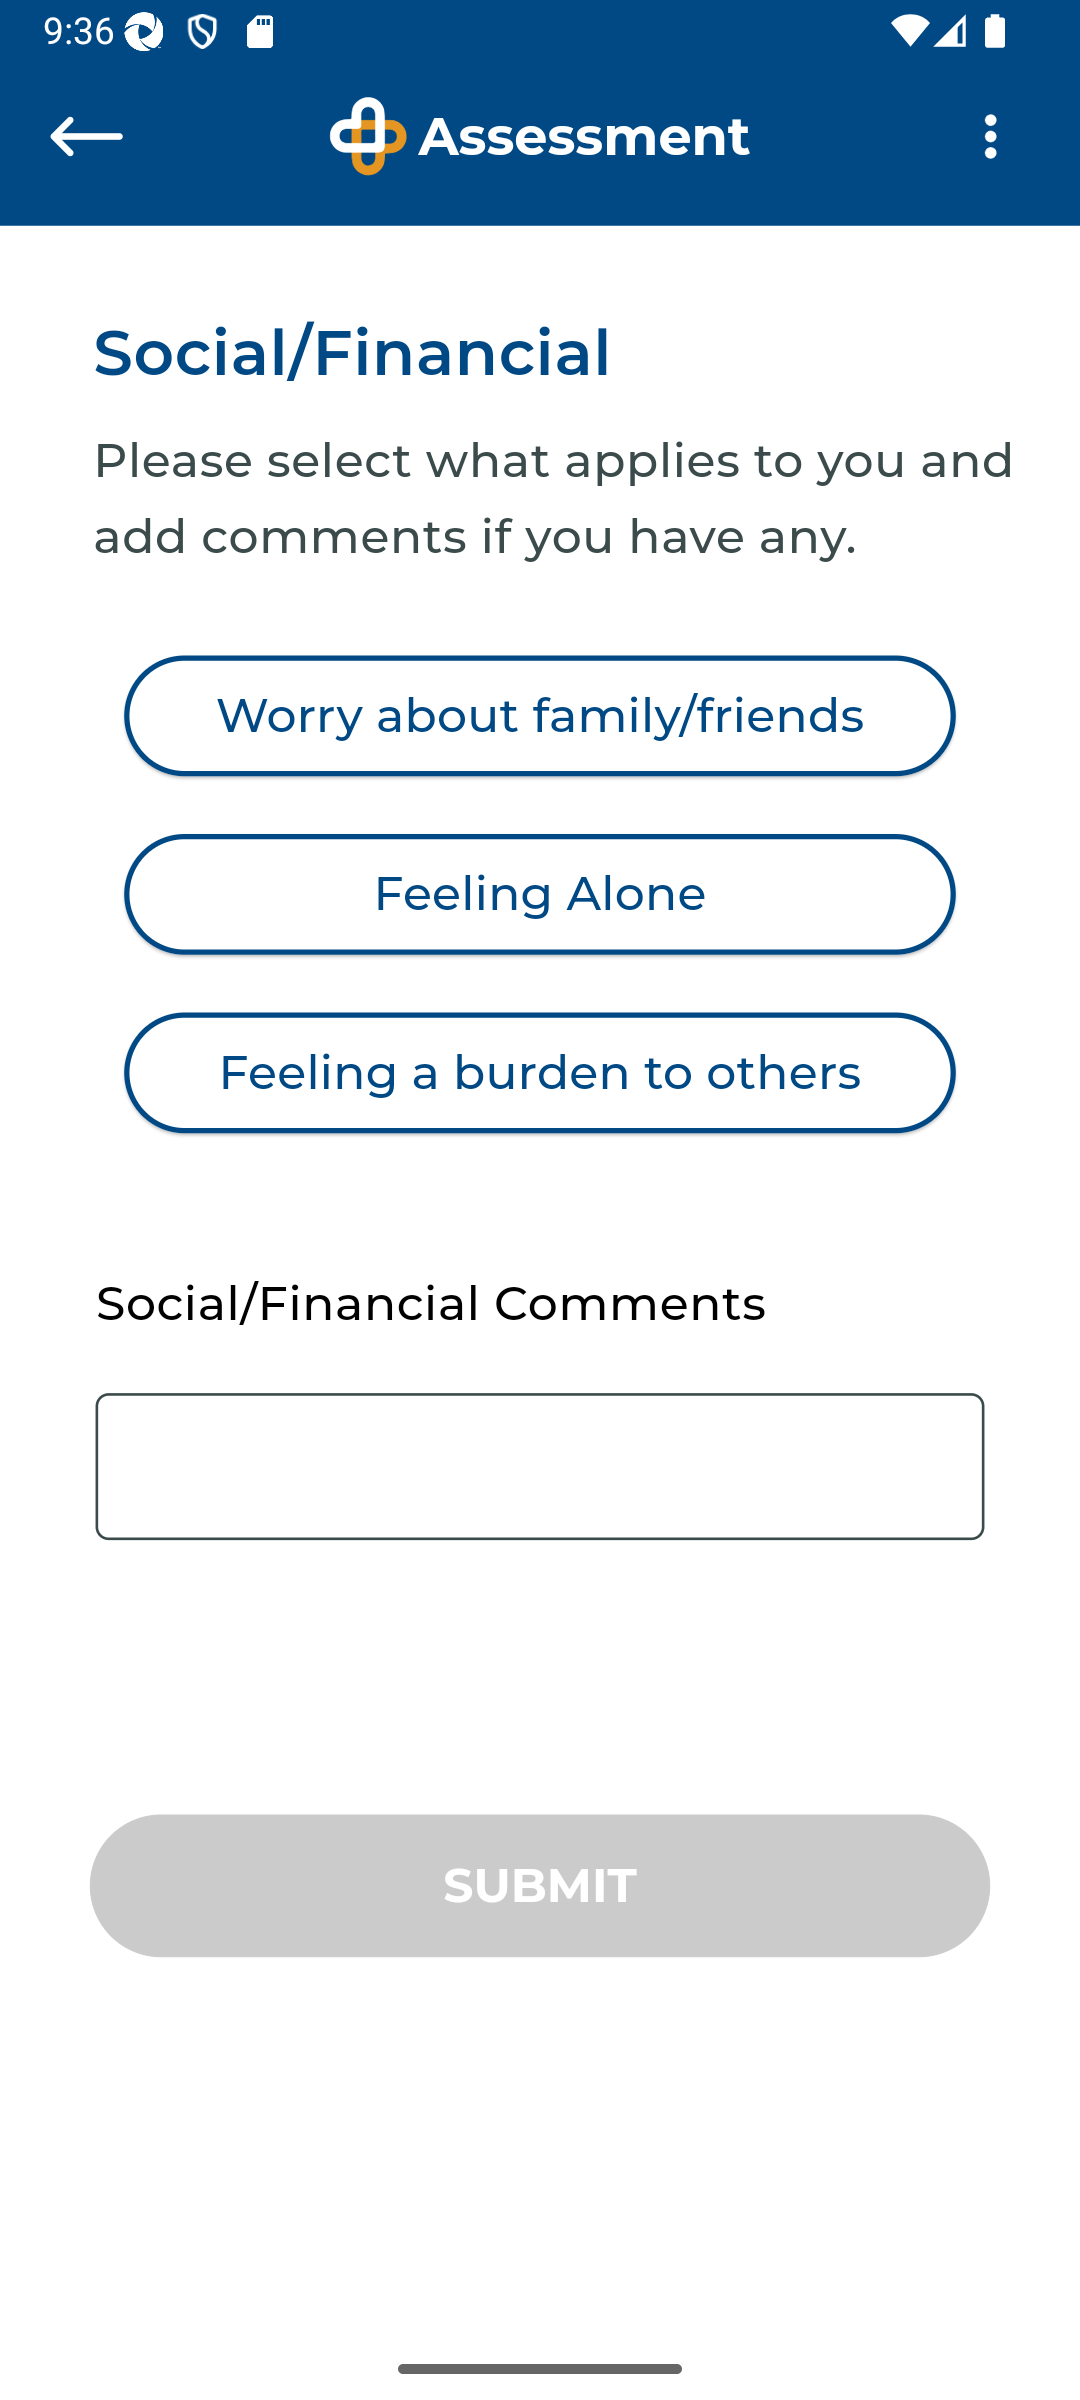 9:36
Assessment
Social/Financial
Please select what applies to you and
add comments if you have any.
Worry about family/friends
Feeling Alone
Feeling a burden to others
Social/Financial Comments
SUBMIT